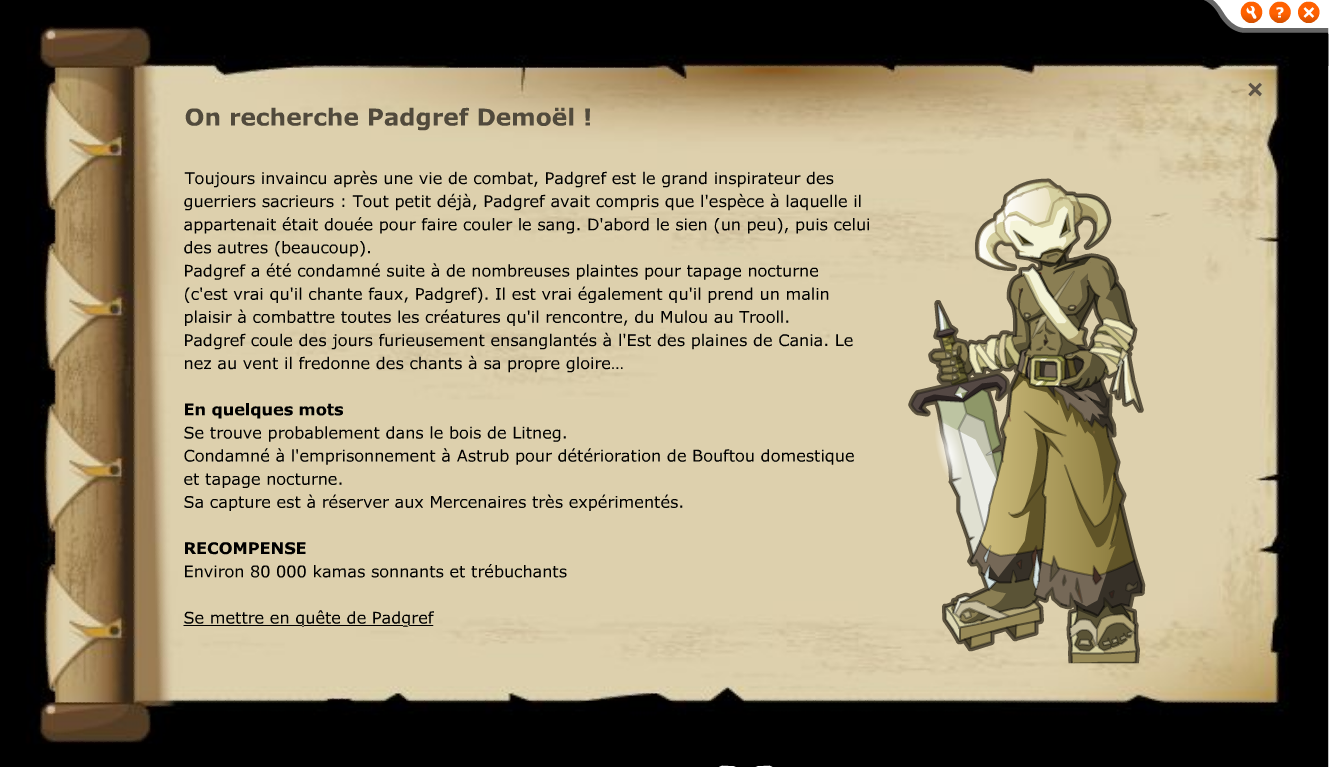 On recherche Padgref Demoël !
Toujours invaincu après une vie de combat, Padgref est le grand inspirateur des
guerriers sacrieurs : Tout petit déjà, Padgref avait compris que l'espèce à laquelle il
appartenait était douée pour faire couler le sang. D'abord le sien (un peu), puis celui
des autres (beaucoup).
Padgref a été condamné suite à de nombreuses plaintes pour tapage nocturne
(c'est vrai qu'il chante faux, Padgref). Il est vrai également qu'il prend un malin
plaisir à combattre toutes les créatures qu'il rencontre, du Mulou au Trooll.
Padgref coule des jours furieusement ensanglantés à l'Est des plaines de Cania. Le
nez au vent il fredonne des chants à sa propre gloire...
En quelques mots
Se trouve probablement dans le bois de Litneg.
Condamné à l'emprisonnement à Astrub pour détérioration de Bouftou domestique
et tapage nocturne.
Sa capture est à réserver aux Mercenaires très expérimentés.
RECOMPENSE
Environ 80 000 kamas sonnants et trébuchants
Se mettre en quête de Padgref